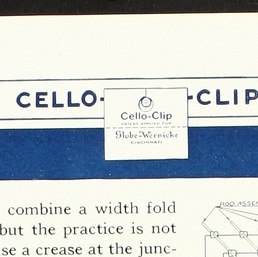 CELLO-CLIP
Cello-Clip
PATENT APPLIED FOR
Globe-Wernicke
CINCINNATI
combine a width fold
but the practice is not
se a crease at the junc-
ROD ASSEM